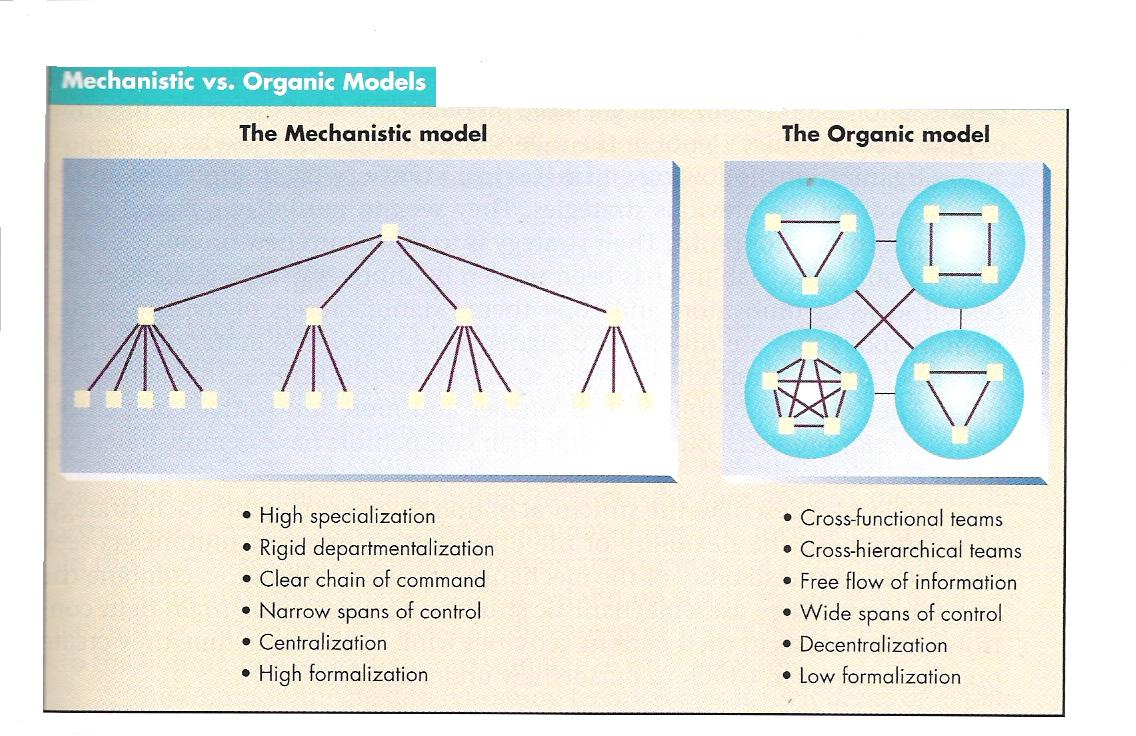 Mechanistic vs. Organic Models
The Mechanistic model
• High specialization
• Rigid departmentalization
• Clear chain of command
• Narrow spans of control
• Centralization
• High formalization
The Organic model
• Cross-functional teams
• Cross-hierarchical teams
• Free flow of information
• Wide spans of control
• Decentralization
• Low formalization